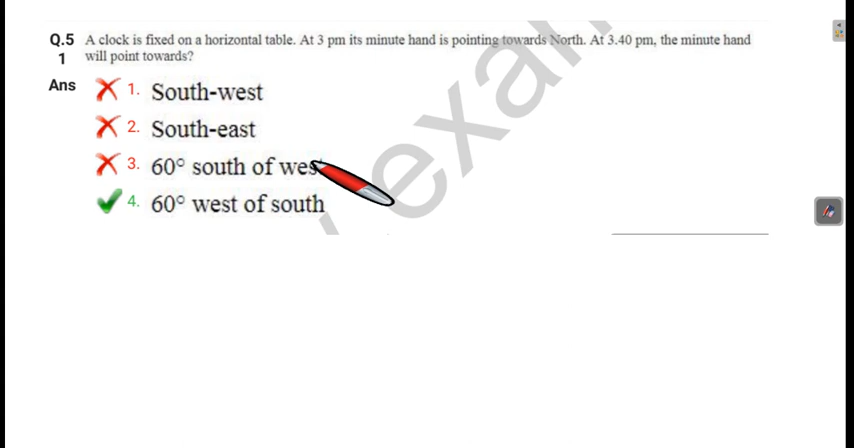 Q.5 A clock is fixed on a horizontal table. At 3 pm its minute hand is pointing towards North. At 3.40 pm, the minute hand
1 will point towards?
Ans 1. South-west
2. South-east
3. 60° south of west
4. 60° west of south
exam